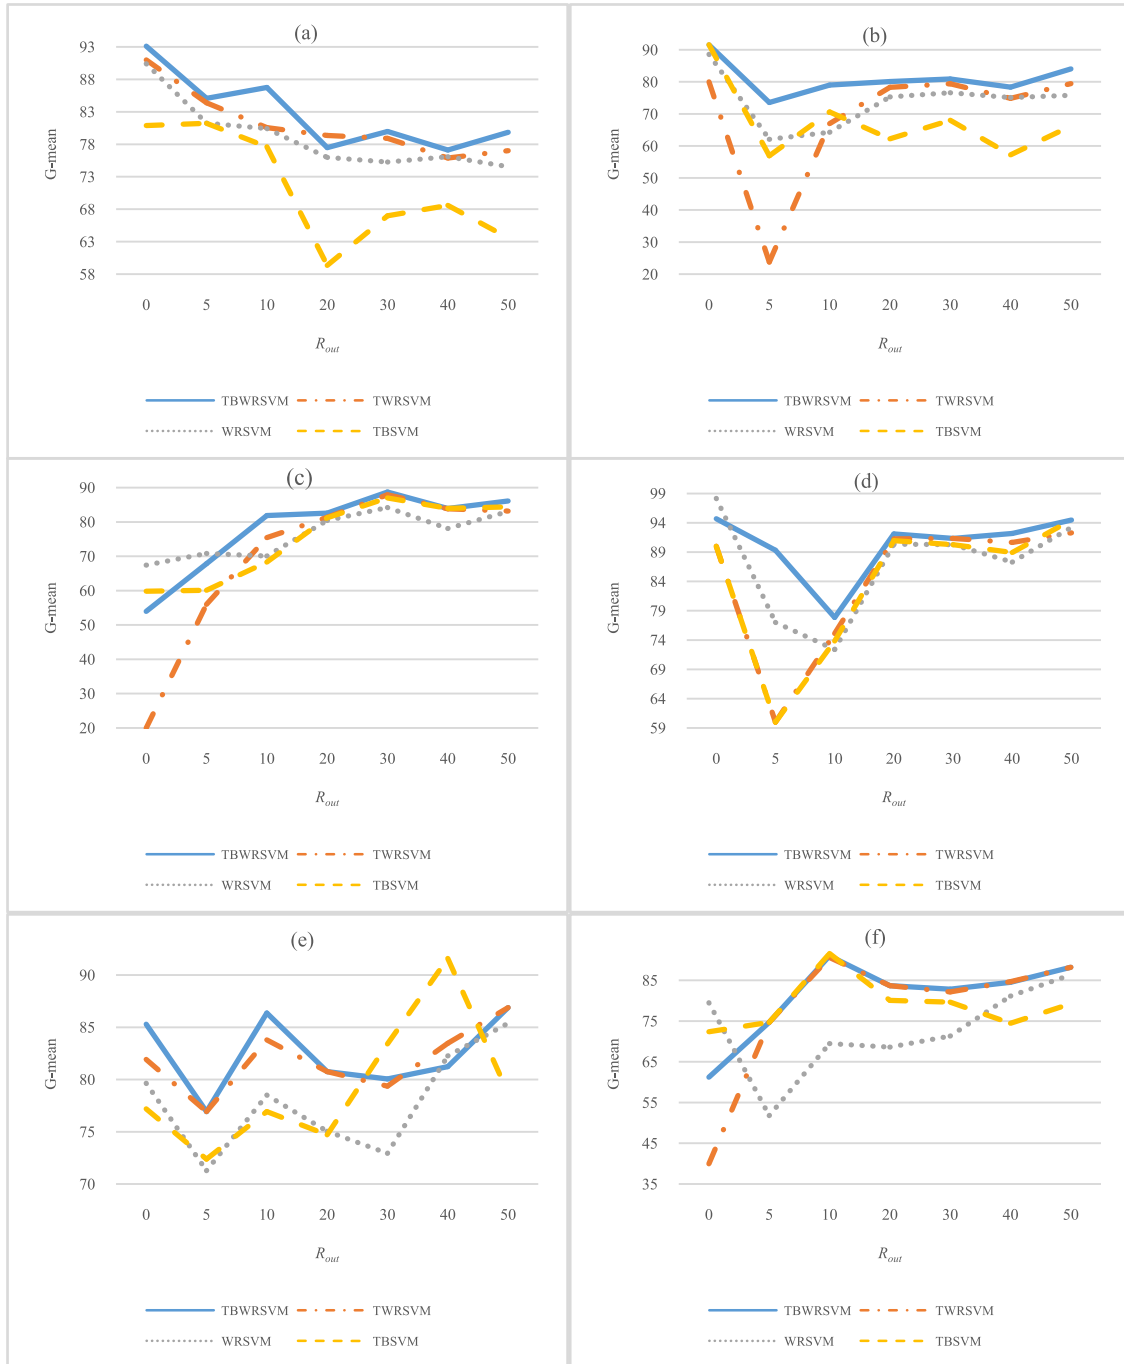 (a)
G-mean
93
88
83
78
73
68
63
58
0 5 10 20 30 40 50
R_out
TBWRSVM TWRSVM
WRSVM TBSVM
(b)
G-mean
90
80
70
60
50
40
30
20
0 5 10 20 30 40 50
R_out
TBWRSVM TWRSVM
WRSVM TBSVM
(c)
G-mean
90
80
70
60
50
40
30
20
0 5 10 20 30 40 50
R_out
TBWRSVM TWRSVM
WRSVM TBSVM
(d)
G-mean
99
94
89
84
79
74
69
64
59
0 5 10 20 30 40 50
R_out
TBWRSVM TWRSVM
WRSVM TBSVM
(e)
G-mean
90
85
80
75
70
0 5 10 20 30 40 50
R_out
TBWRSVM TWRSVM
WRSVM TBSVM
(f)
G-mean
85
75
65
55
45
35
0 5 10 20 30 40 50
R_out
TBWRSVM TWRSVM
WRSVM TBSVM